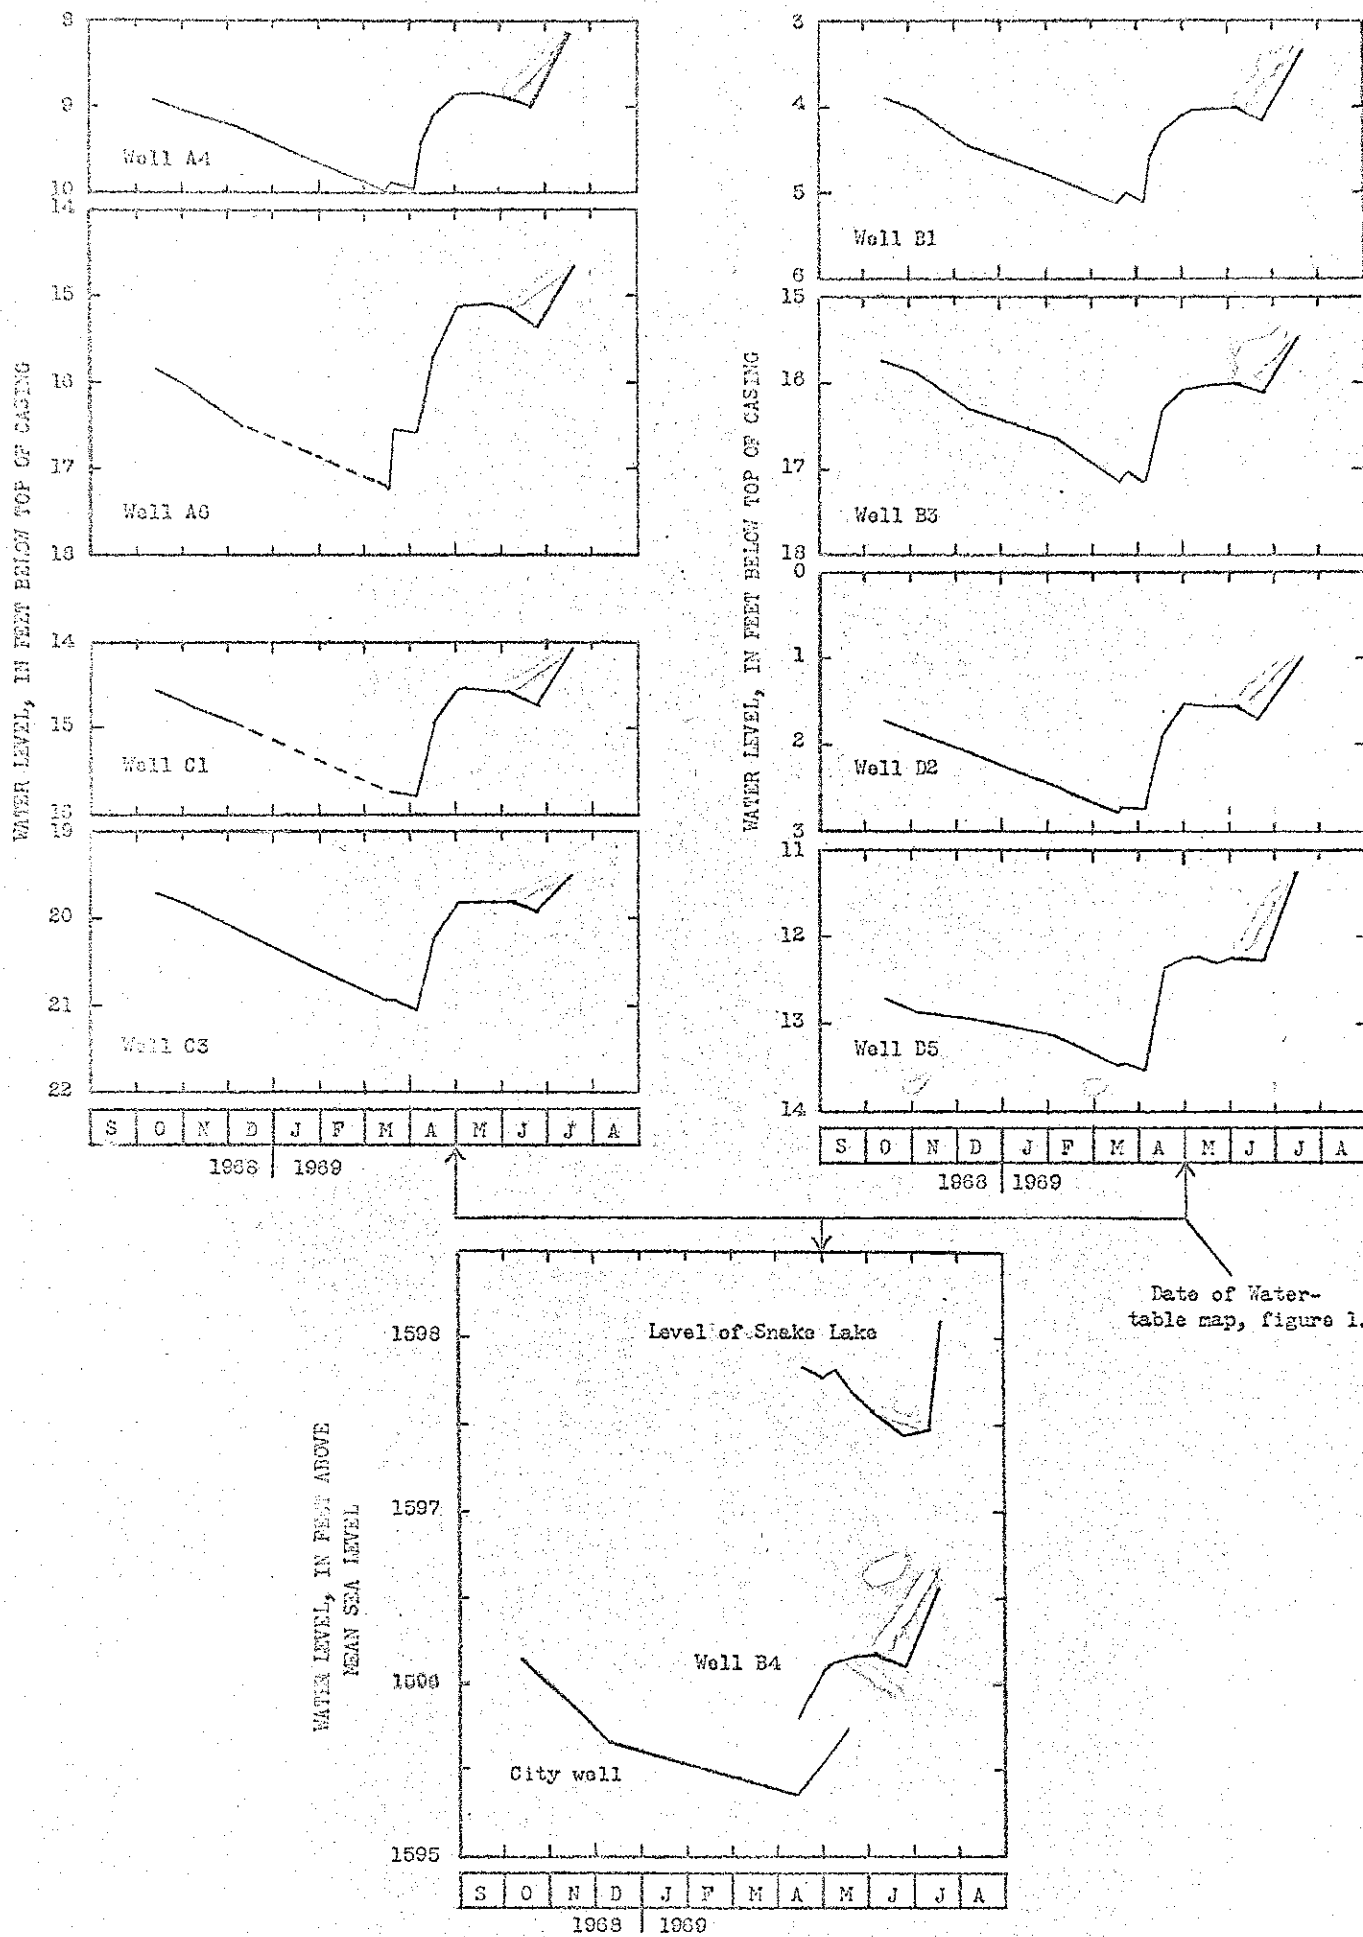 WATER LEVEL, IN FEET BELOW TOP OF CASING
8
9
10
Well A4
14
15
16
17
18
Well A6
14
15
16
Well C1
19
20
21
22
Well C3
S O N D J F M A M J J A
1968 1969
WATER LEVEL, IN FEET BELOW TOP OF CASING
3
4
5
6
Well B1
15
16
17
18
Well B3
0
1
2
3
Well D2
11
12
13
14
Well D5
S O N D J F M A M J J A
1968 1969
Date of Water-
table map, figure 1.
WATER LEVEL, IN FEET ABOVE
MEAN SEA LEVEL
1598
1597
1596
1595
Level of Snake Lake
Well B4
City well
S O N D J F M A M J J A
1968 1969